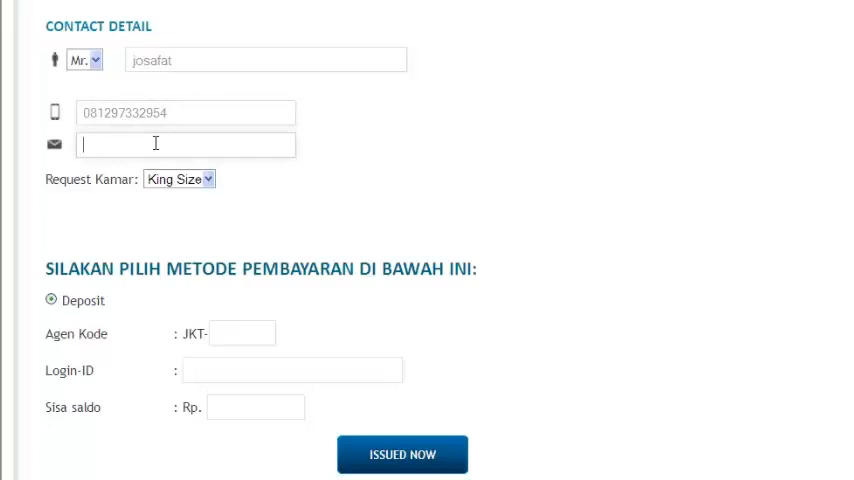 CONTACT DETAIL
Mr. josafat
081297332954
Request Kamar: King Size
SILAKAN PILIH METODE PEMBAYARAN DI BAWAH INI:
Deposit
Agen Kode : JKT-
Login-ID :
Sisa saldo : Rp.
ISSUED NOW